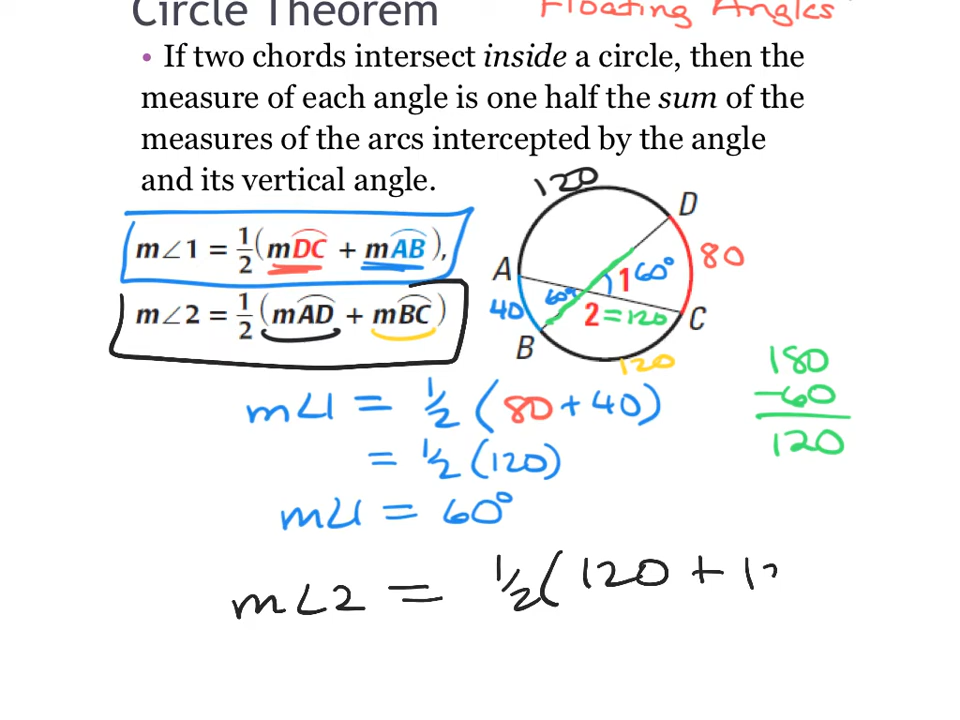 Circle Theorem
Floating Angles
• If two chords intersect inside a circle, then the
measure of each angle is one half the sum of the
measures of the arcs intercepted by the angle
and its vertical angle.
m∠1 = 1/2(mDC + mAB),
m∠2 = 1/2(mAD + mBC)
120
D
A
1 60°
80
40
60°
2 = 120
C
B
120
180
-60
120
m∠1 = 1/2 (80 + 40)
= 1/2 (120)
m∠1 = 60°
m∠2 = 1/2 (120 + 1